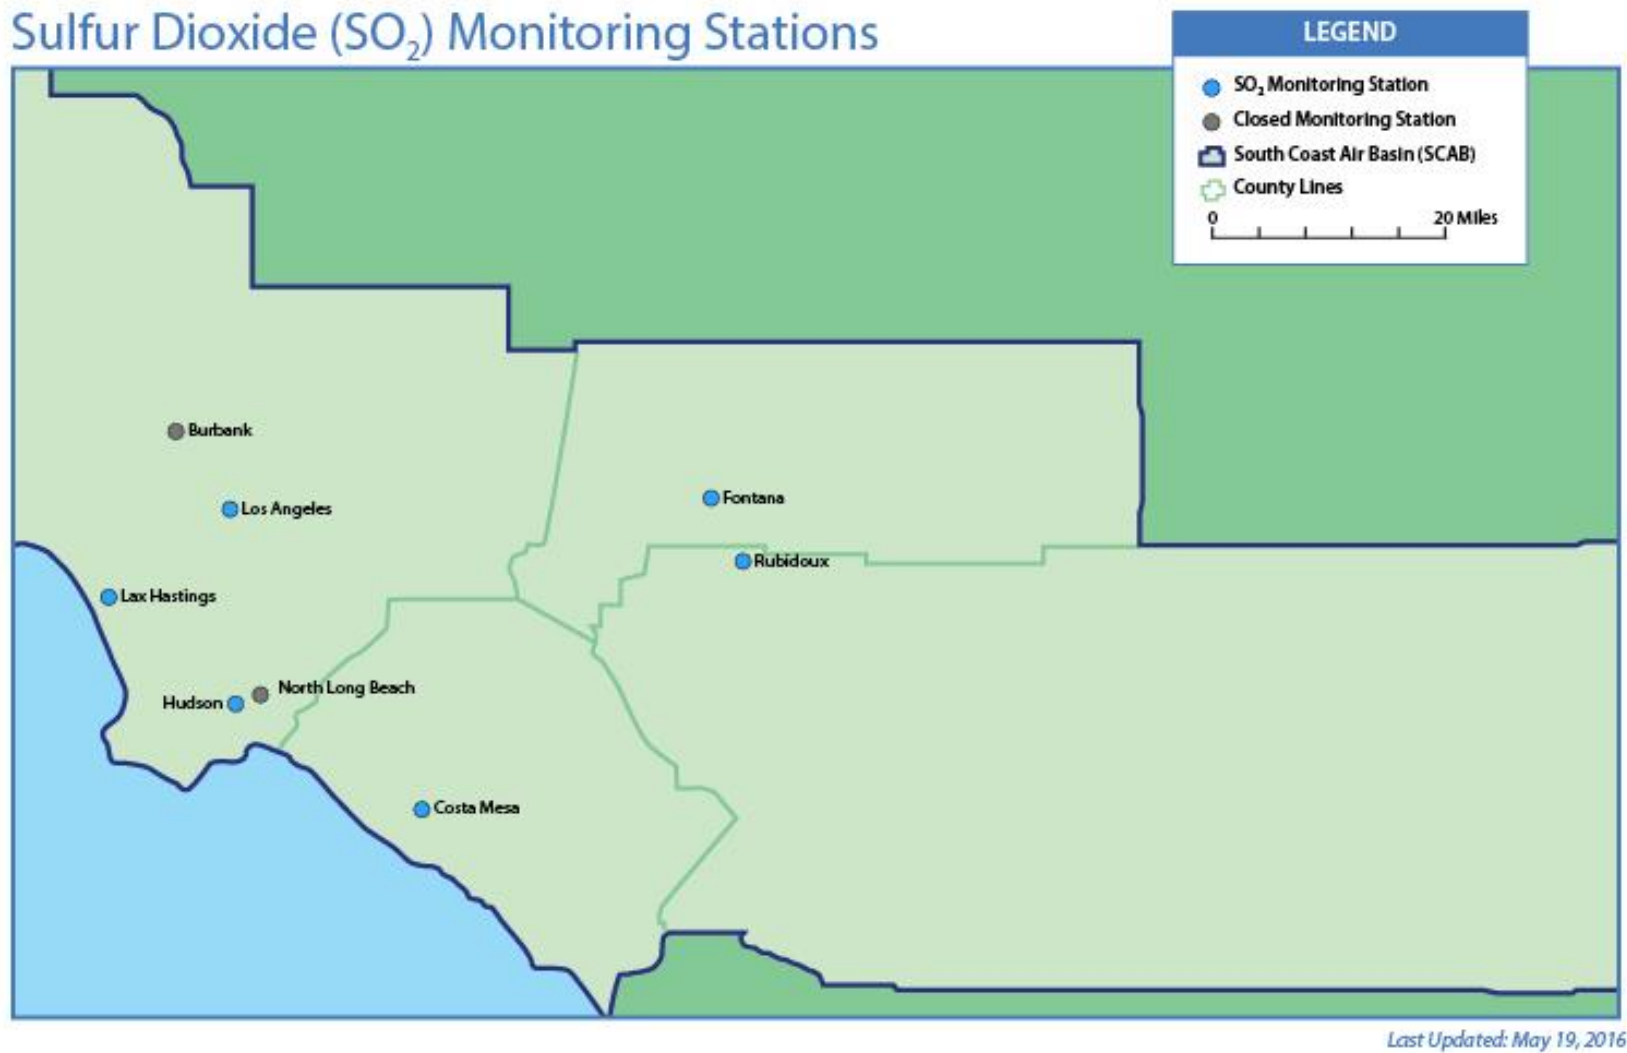 Sulfur Dioxide (SO₂) Monitoring Stations
LEGEND
SO₂ Monitoring Station
Closed Monitoring Station
South Coast Air Basin (SCAB)
County Lines
0 20 Miles
Burbank
Los Angeles
Fontana
Rubidoux
Lax Hastings
North Long Beach
Hudson
Costa Mesa
Last Updated: May 19, 2016